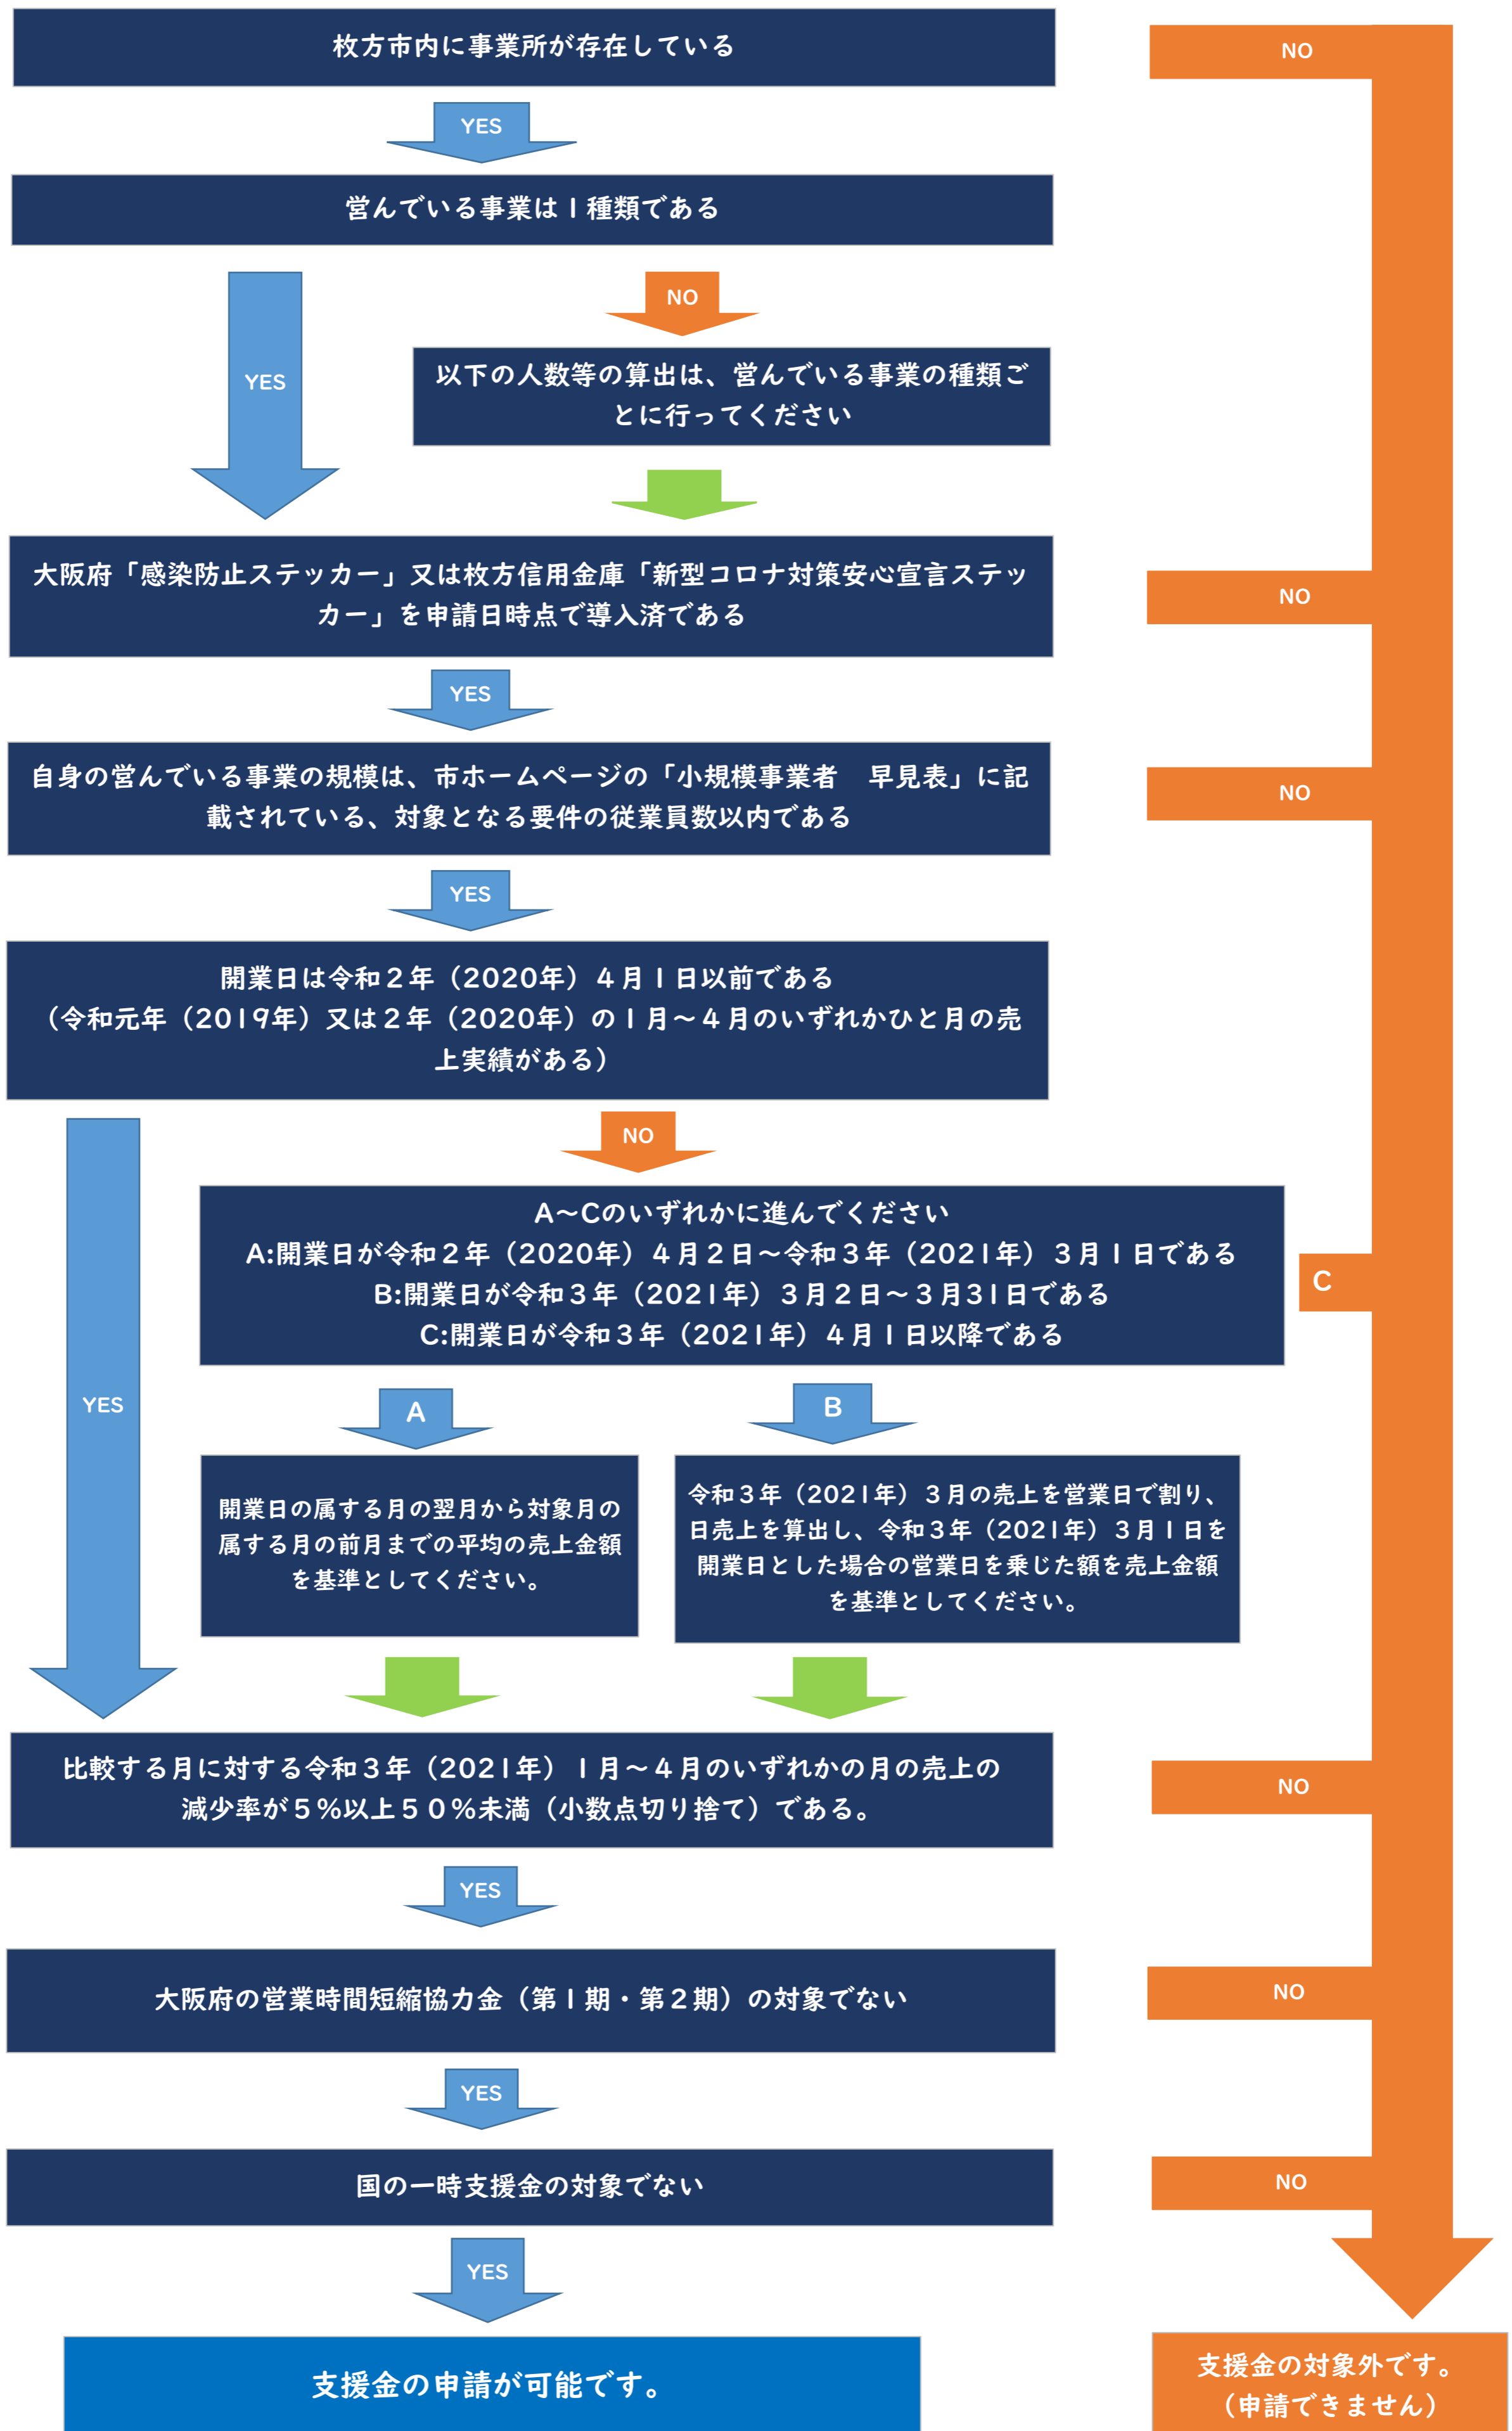 枚方市内に事業所が存在している
NO
YES
営んでいる事業は1種類である
YES
NO
以下の人数等の算出は、営んでいる事業の種類ご
とに行ってください
大阪府「感染防止ステッカー」又は枚方信用金庫「新型コロナ対策安心宣言ステッ
カー」を申請日時点で導入済である
NO
YES
自身の営んでいる事業の規模は、市ホームページの「小規模事業者　早見表」に記
載されている、対象となる要件の従業員数以内である
NO
YES
開業日は令和２年（2020年）４月１日以前である
（令和元年（2019年）又は２年（2020年）の１月～４月のいずれかひと月の売
上実績がある）
YES
NO
A～Cのいずれかに進んでください
A:開業日が令和２年（2020年）４月２日～令和３年（2021年）３月１日である
B:開業日が令和３年（2021年）３月２日～３月31日である
C:開業日が令和３年（2021年）４月１日以降である
C
A
B
開業日の属する月の翌月から対象月の
属する月の前月までの平均の売上金額
を基準としてください。
令和３年（2021年）３月の売上を営業日で割り、
日売上を算出し、令和３年（2021年）３月１日を
開業日とした場合の営業日を乗じた額を売上金額
を基準としてください。
比較する月に対する令和３年（2021年）１月～４月のいずれかの月の売上の
減少率が５％以上５０％未満（小数点切り捨て）である。
NO
YES
大阪府の営業時間短縮協力金（第１期・第２期）の対象でない
NO
YES
国の一時支援金の対象でない
NO
YES
支援金の申請が可能です。
支援金の対象外です。
（申請できません）